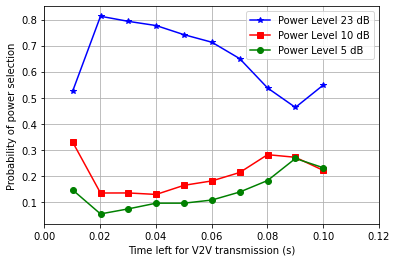 Power Level 23 dB
Power Level 10 dB
Power Level 5 dB
Probability of power selection
0.8
0.7
0.6
0.5
0.4
0.3
0.2
0.1
0.00 0.02 0.04 0.06 0.08 0.10 0.12
Time left for V2V transmission (s)